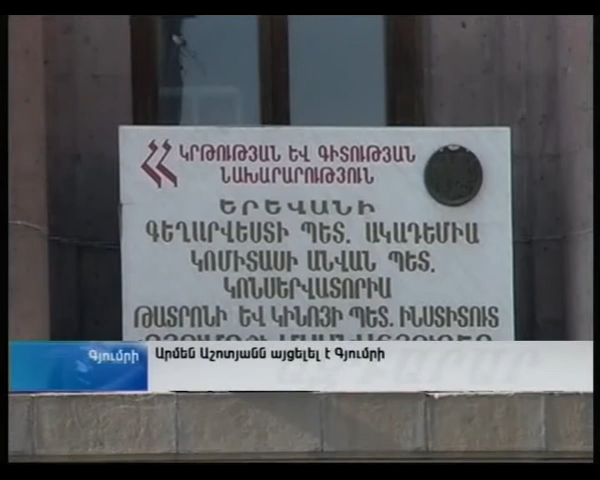 ՀՀ ԿՐԹՈՒԹՅԱՆ ԵՎ ԳԻՏՈՒԹՅԱՆ
ՆԱԽԱՐԱՐՈՒԹՅՈՒՆ
ԵՐԵՎԱՆԻ
ԳԵՂԱՐՎԵՍՏԻ ՊԵՏ. ԱԿԱԴԵՄԻԱ
ԿՈՄԻՏԱՍԻ ԱՆՎԱՆ ՊԵՏ.
ԿՈՆՍԵՐՎԱՏՈՐԻԱ
ԹԱՏՐՈՆԻ ԵՎ ԿԻՆՈՅԻ ՊԵՏ. ԻՆՍՏԻՏՈՒՏ
Գյումրի
Արմեն Աշոտյանն այցելել է Գյումրի